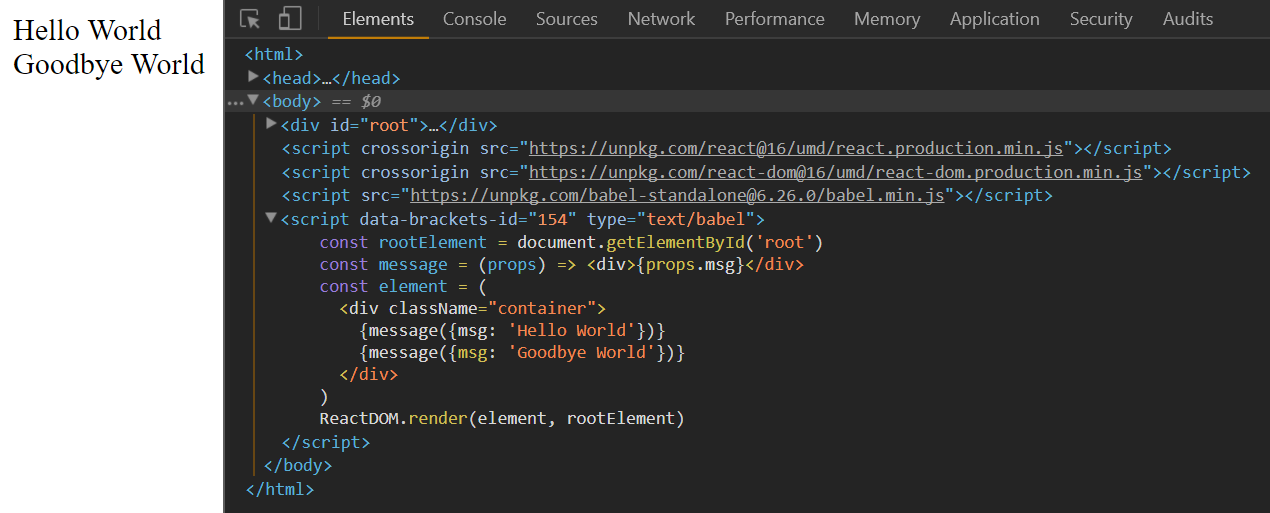 Hello World
Goodbye World
Elements Console Sources Network Performance Memory Application Security Audits
<html>
<head>…</head>
…<body> == $0
<div id="root">…</div>
<script crossorigin src="https://unpkg.com/react@16/umd/react.production.min.js"></script>
<script crossorigin src="https://unpkg.com/react-dom@16/umd/react-dom.production.min.js"></script>
<script src="https://unpkg.com/babel-standalone@6.26.0/babel.min.js"></script>
<script data-brackets-id="154" type="text/babel">
const rootElement = document.getElementById('root')
const message = (props) => <div>{props.msg}</div>
const element = (
<div className="container">
{message({msg: 'Hello World'})}
{message({msg: 'Goodbye World'})}
</div>
)
ReactDOM.render(element, rootElement)
</script>
</body>
</html>